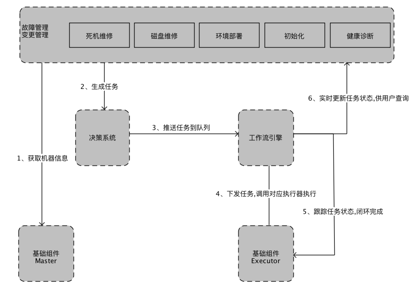 故障管理
变更管理
死机维修
磁盘维修
环境部署
初始化
健康诊断
2、生成任务
6、实时更新任务状态,供用户查询
决策系统
3、推送任务到队列
工作流引擎
1、获取机器信息
4、下发任务,调用对应执行器执行
5、跟踪任务状态,闭环完成
基础组件
Master
基础组件
Executor